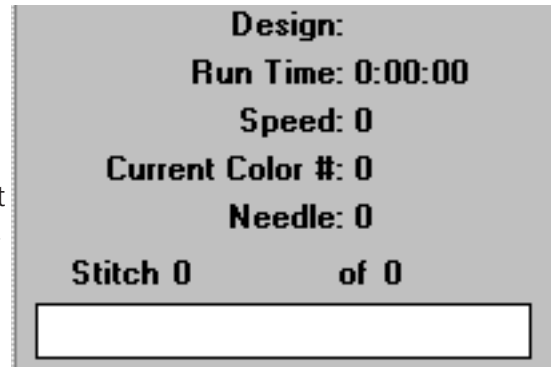 Design:
Run Time: 0:00:00
Speed: 0
Current Color #: 0
Needle: 0
Stitch 0 of 0